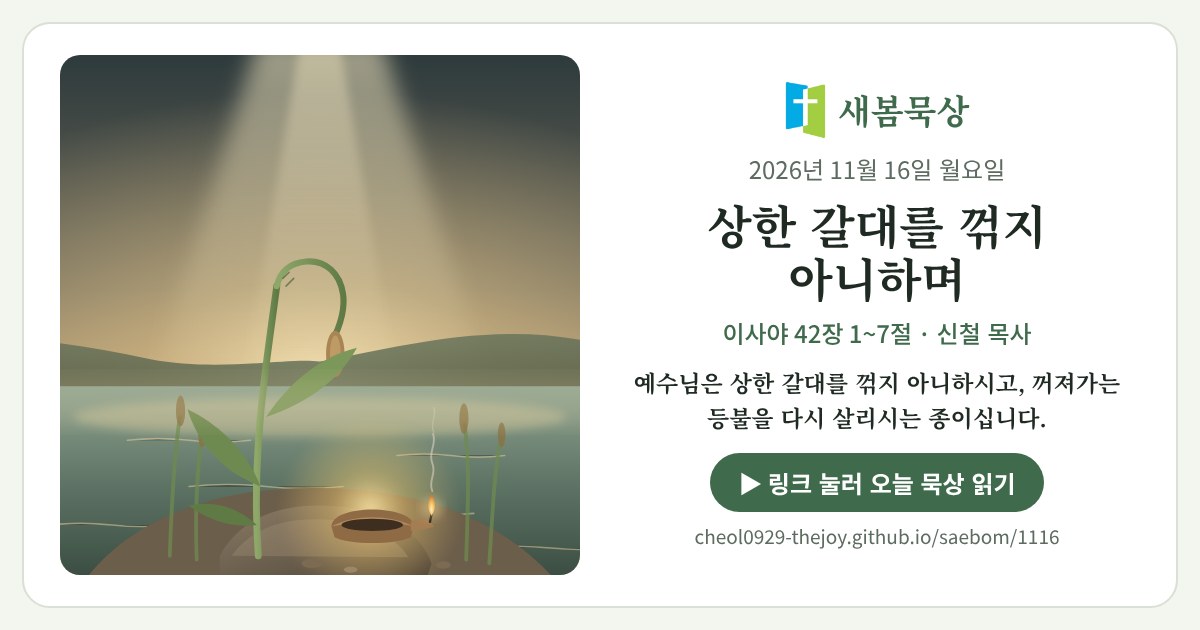 새봄묵상
2026년 11월 16일 월요일
상한 갈대를 꺾지
아니하며
이사야 42장 1~7절 · 신철 목사
예수님은 상한 갈대를 꺾지 아니하시고, 꺼져가는
등불을 다시 살리시는 종이십니다.
▶ 링크 눌러 오늘 묵상 읽기
cheol0929-thejoy.github.io/saebom/1116